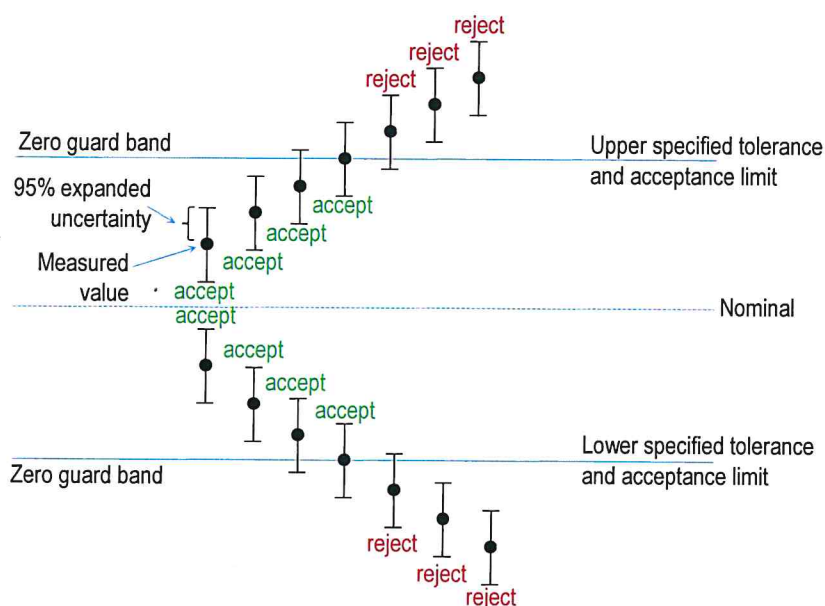 reject
reject
reject
Zero guard band
Upper specified tolerance
and acceptance limit
95% expanded
uncertainty
accept
accept
Measured
value
accept
accept
accept
Nominal
accept
accept
accept
Lower specified tolerance
and acceptance limit
Zero guard band
reject
reject
reject